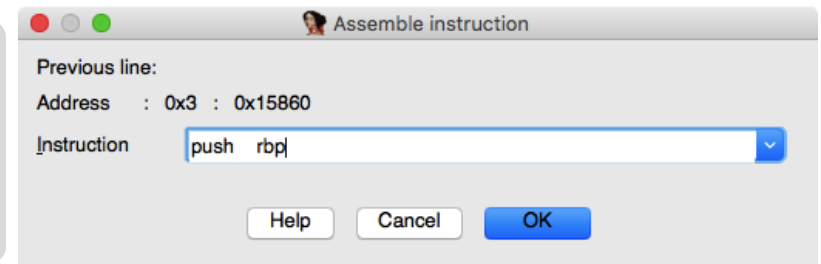 Assemble instruction
Previous line:
Address : 0x3 : 0x15860
Instruction push rbp
Help Cancel OK